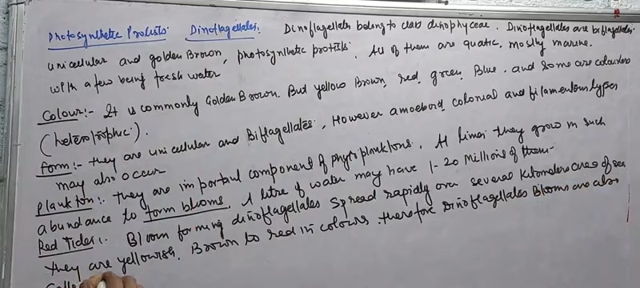 Photosynthetic Protists: Dinoflagellates. Dinoflagellates belong to class dinophyceae. Dinoflagellates are biflagellate.
unicellular and golden Brown, photosynthetic protists. All of them are quatic, mostly marine.
with a few being fresh water
Colour:- It is commonly Golden Brown. But yellow Brown, red, green, Blue. and some are colourless
(heterotrophic).
Form:- they are unicellular and Biflagellates, However amoeboid colonial and filamentous types
may also occur
Plankton:- they are important component of phyto planktons. At times they grow in such
abundance to form blooms. A litre of water may have 1-20 Millions of them-
Red Tides:. Bloom forming dinoflagellates Spread rapidly over several kilometers area of sea
they are yellowish. Brown to red in colours. therefore Dinoflagellates Blooms are also